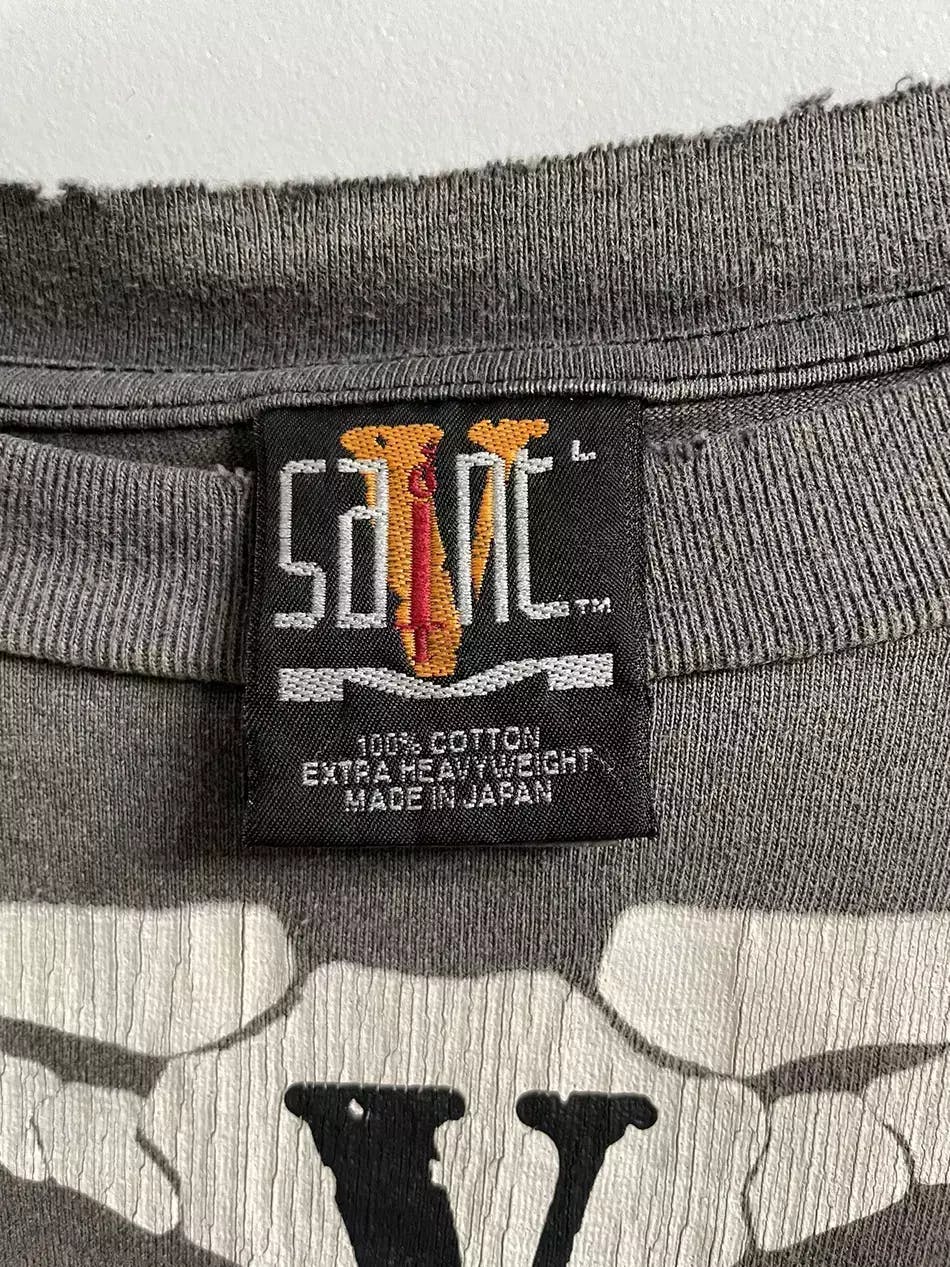 V
saint
L
TM
100% COTTON
EXTRA HEAVYWEIGHT
MADE IN JAPAN
V